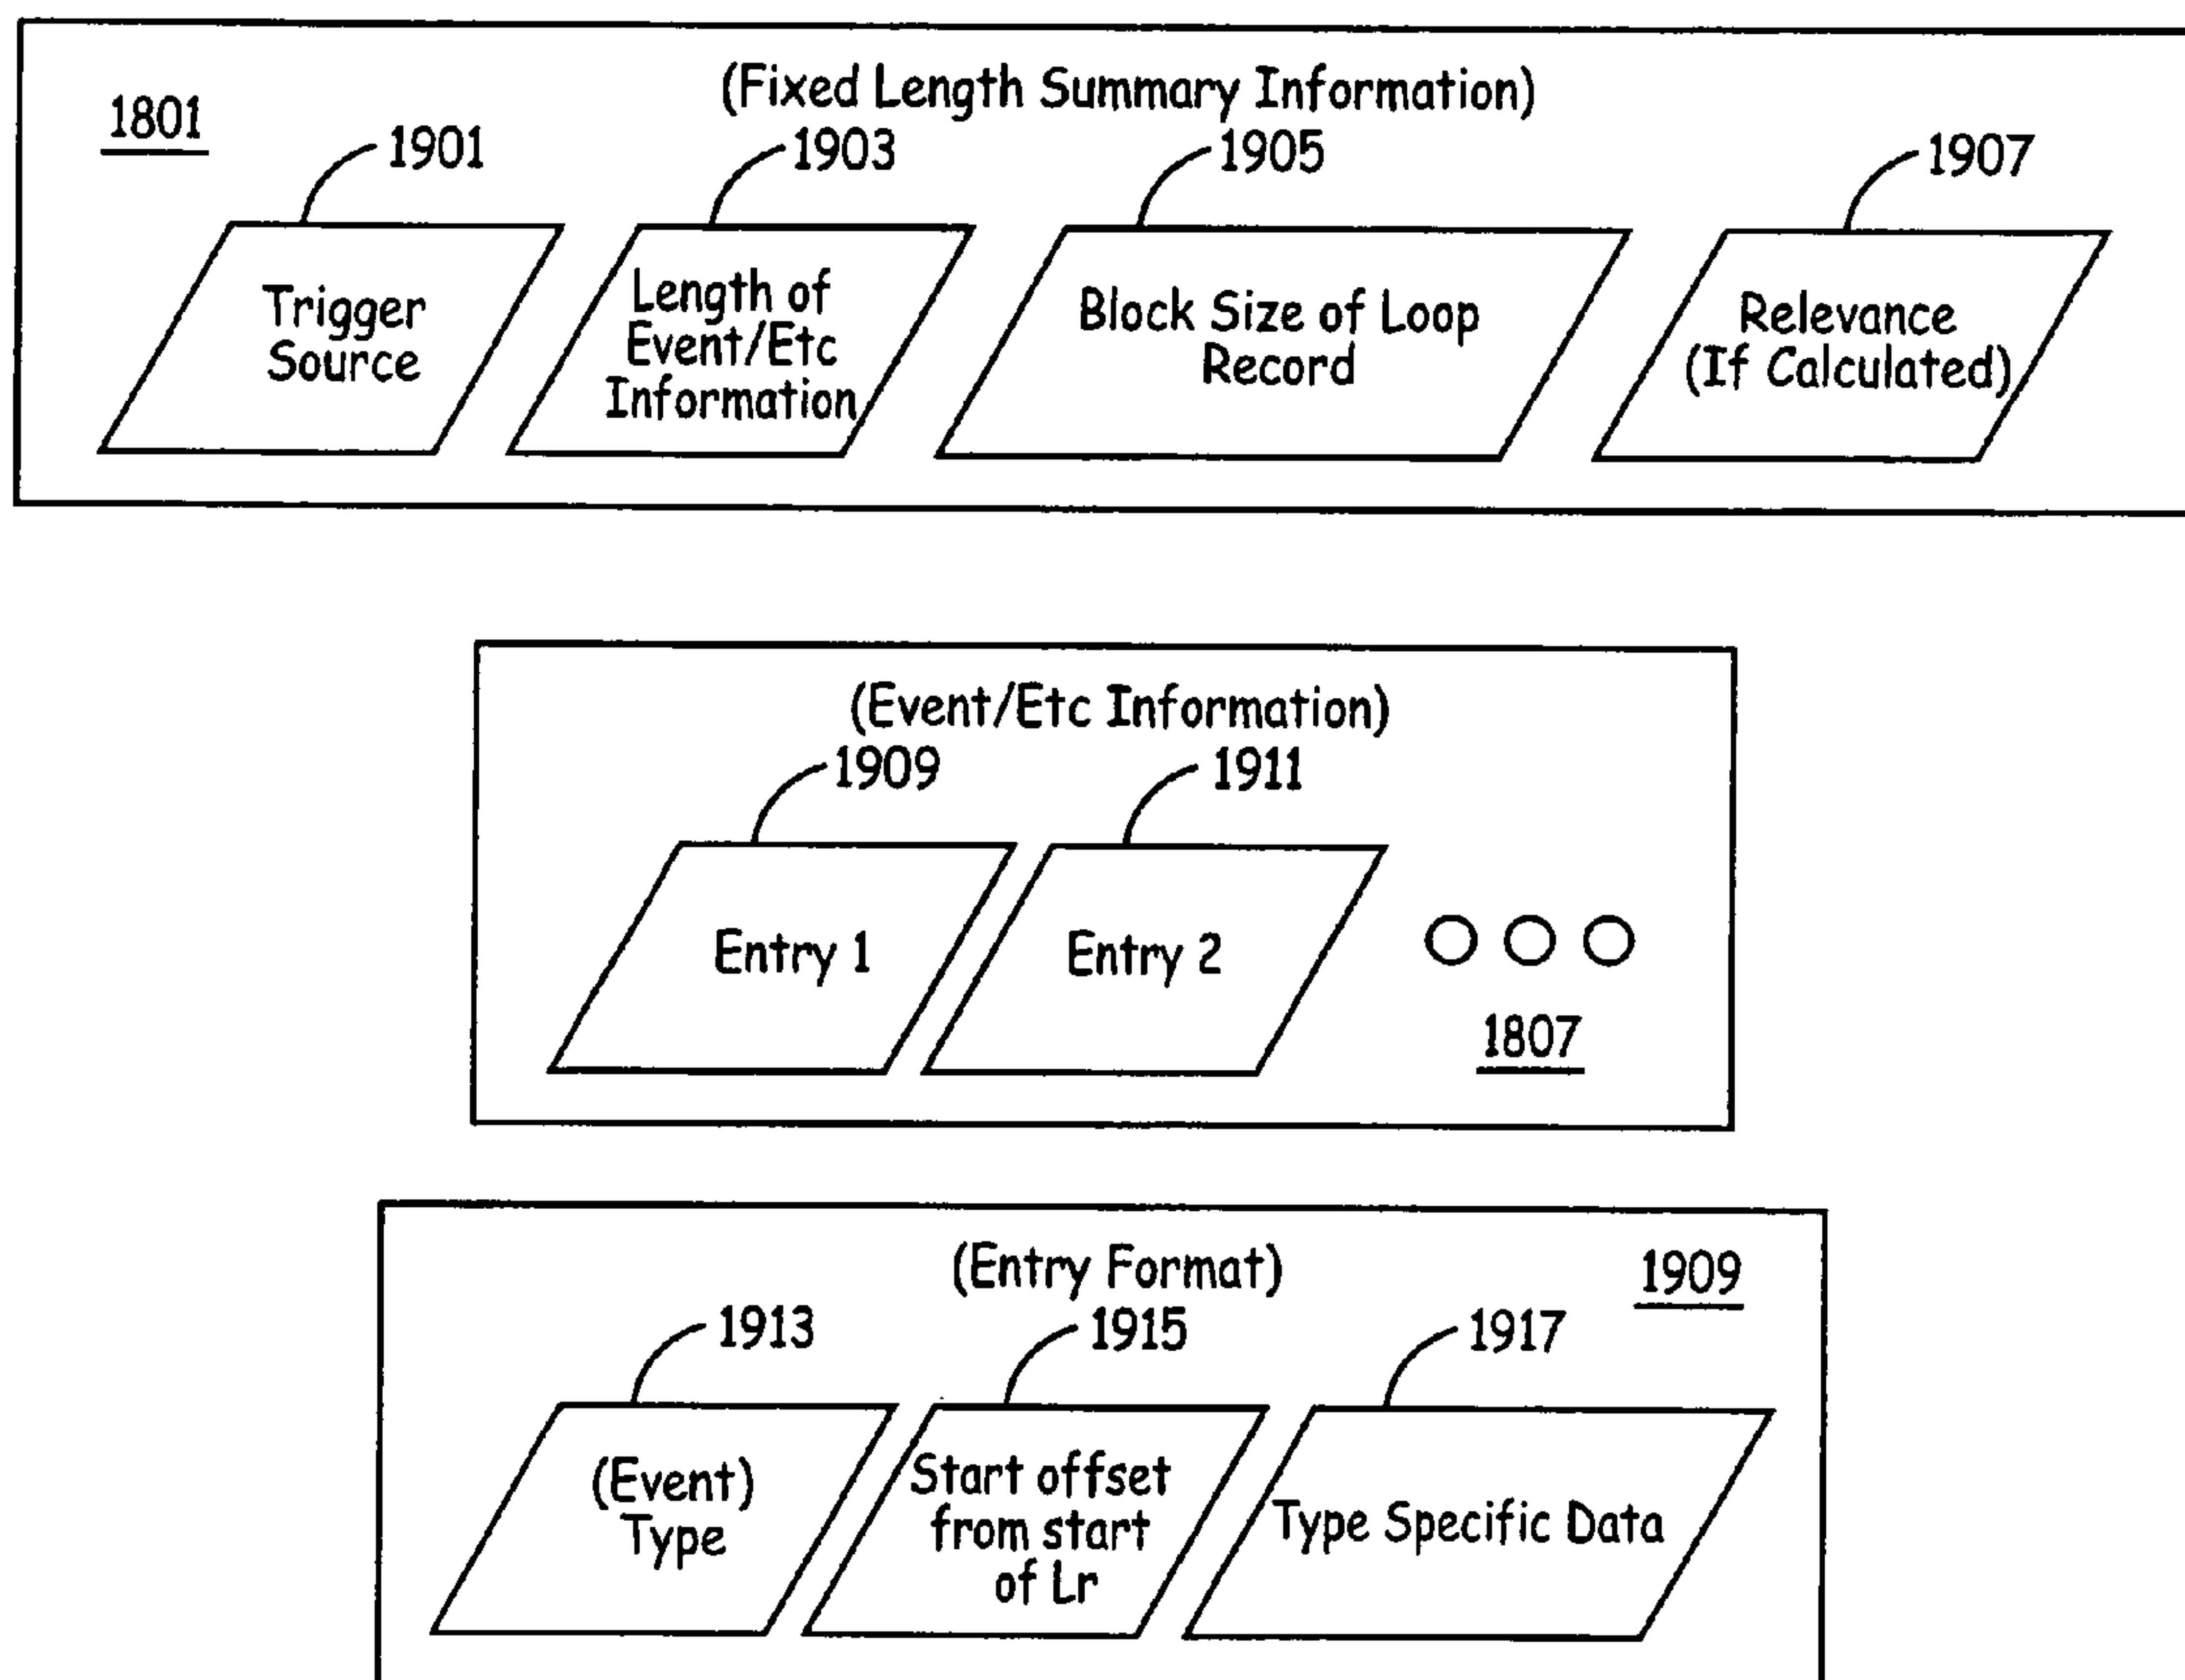 (Fixed Length Summary Information)
1801
1901
1903
1905
1907
Trigger
Source
Length of
Event/Etc
Information
Block Size of Loop
Record
Relevance
(If Calculated)
(Event/Etc Information)
1909
1911
Entry 1
Entry 2
1807
(Entry Format)
1909
1913
1915
1917
(Event)
Type
Start offset
from start
of Lr
Type Specific Data